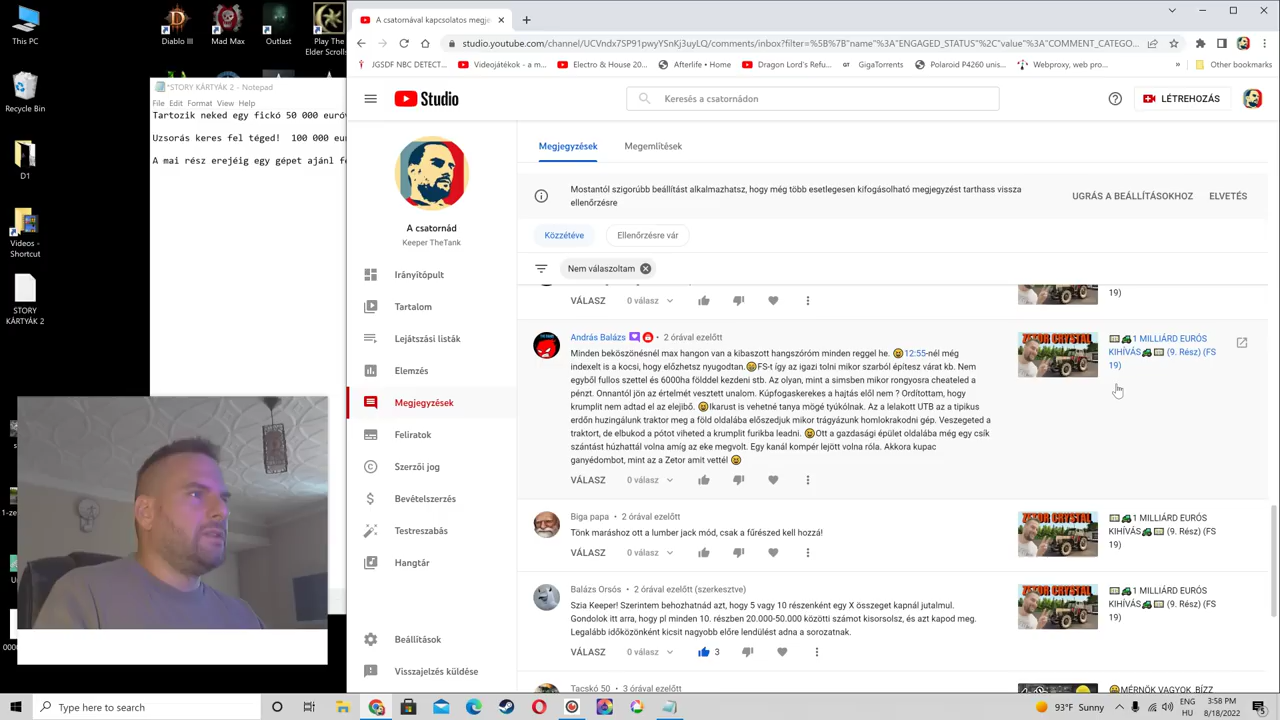 This PC
Diablo III
Mad Max
Outlast
Play The
Elder Scrolls
Recycle Bin
D1
Videos -
Shortcut
STORY
KÁRTYÁK 2
*STORY KÁRTYÁK 2 - Notepad
File Edit Format View Help
Tartozik neked egy fickó 50 000 euró
Uzsorás keres fel téged! 100 000 eu
A mai rész erejéig egy gépet ajánl f
A csatornával kapcsolatos megje
studio.youtube.com/channel/UCVndx7SP91pwyYSnKj3uyLQ/comments/inbox?filter=%5B%7B"name"%3A"ENGAGED_STATUS"%2C"value"%3A"COMMENT_CATEG...
JGSDF NBC DETECT...
Videojátékok - a m...
Electro & House 20...
Afterlife • Home
Dragon Lord's Refu...
GT GigaTorrents
Polaroid P4260 unis...
Webproxy, web pro...
»
Other bookmarks
Studio
Keresés a csatornádon
LÉTREHOZÁS
A csatornád
Keeper TheTank
Irányítópult
Tartalom
Lejátszási listák
Elemzés
Megjegyzések
Feliratok
Szerzői jog
Bevételszerzés
Testreszabás
Hangtár
Beállítások
Visszajelzés küldése
Megjegyzések
Megemlítések
Mostantól szigorúbb beállítást alkalmazhatsz, hogy még több esetlegesen kifogásolható megjegyzést tarthass vissza
ellenőrzésre
UGRÁS A BEÁLLÍTÁSOKHOZ
ELVETÉS
Közzétéve
Ellenőrzésre vár
Nem válaszoltam
VÁLASZ 0 válasz
19)
András Balázs • 2 órával ezelőtt
Minden beköszönésnél max hangon van a kibaszott hangszóróm minden reggel he. 😄12:55-nél még
indexelt is a kocsi, hogy előzhetsz nyugodtan.😄FS-t így az igazi tolni mikor szarból építesz várat kb. Nem
egyből fullos szettel és 6000ha földdel kezdeni stb. Az olyan, mint a simsben mikor rongyosra cheateled a
pénzt. Onnantól jön az értelmét vesztett unalom. Kúpfogaskerekes a hajtás elől nem ? Ordítottam, hogy
krumplit nem adtad el az elejibő. 😄Ikarust is vehetné tanya mögé tyúkólnak. Az a lelakott UTB az a tipikus
erdőn huzingálunk traktor meg a föld oldalába előszedjük mikor trágyázunk homlokrakodni gép. Veszegeted a
traktort, de elbukod a pótot viheted a krumplit furikba leadni. 😄Ott a gazdasági épület oldalába még egy csík
szántást húzhattál volna amíg az eke megvolt. Egy kanál kompér lejött volna róla. Akkora kupac
ganyédombot, mint az a Zetor amit vettél 😄
VÁLASZ 0 válasz
ZETOR CRYSTAL
1 MILLIÁRD EURÓS
KIHÍVÁS (9. Rész) (FS
19)
Biga papa • 2 órával ezelőtt
Tönk maráshoz ott a lumber jack mód, csak a fűrészed kell hozzá!
VÁLASZ 0 válasz
ZETOR CRYSTAL
1 MILLIÁRD EURÓS
KIHÍVÁS (9. Rész) (FS
19)
Balázs Orsós • 2 órával ezelőtt (szerkesztve)
Szia Keeper! Szerintem behozhatnád azt, hogy 5 vagy 10 részenként egy X összeget kapnál jutalmul.
Gondolok itt arra, hogy pl minden 10. részben 20.000-50.000 közötti számot kisorsolsz, és azt kapod meg.
Legalább időközönként kicsit nagyobb előre lendülést adna a sorozatnak.
VÁLASZ 0 válasz 3
ZETOR CRYSTAL
1 MILLIÁRD EURÓS
KIHÍVÁS (9. Rész) (FS
19)
Tacskó 50 • 3 órával ezelőtt
MÉRNÖK VAGYOK, BÍZZ
Type here to search
93°F Sunny
ENG
HU
3:58 PM
8/18/2022